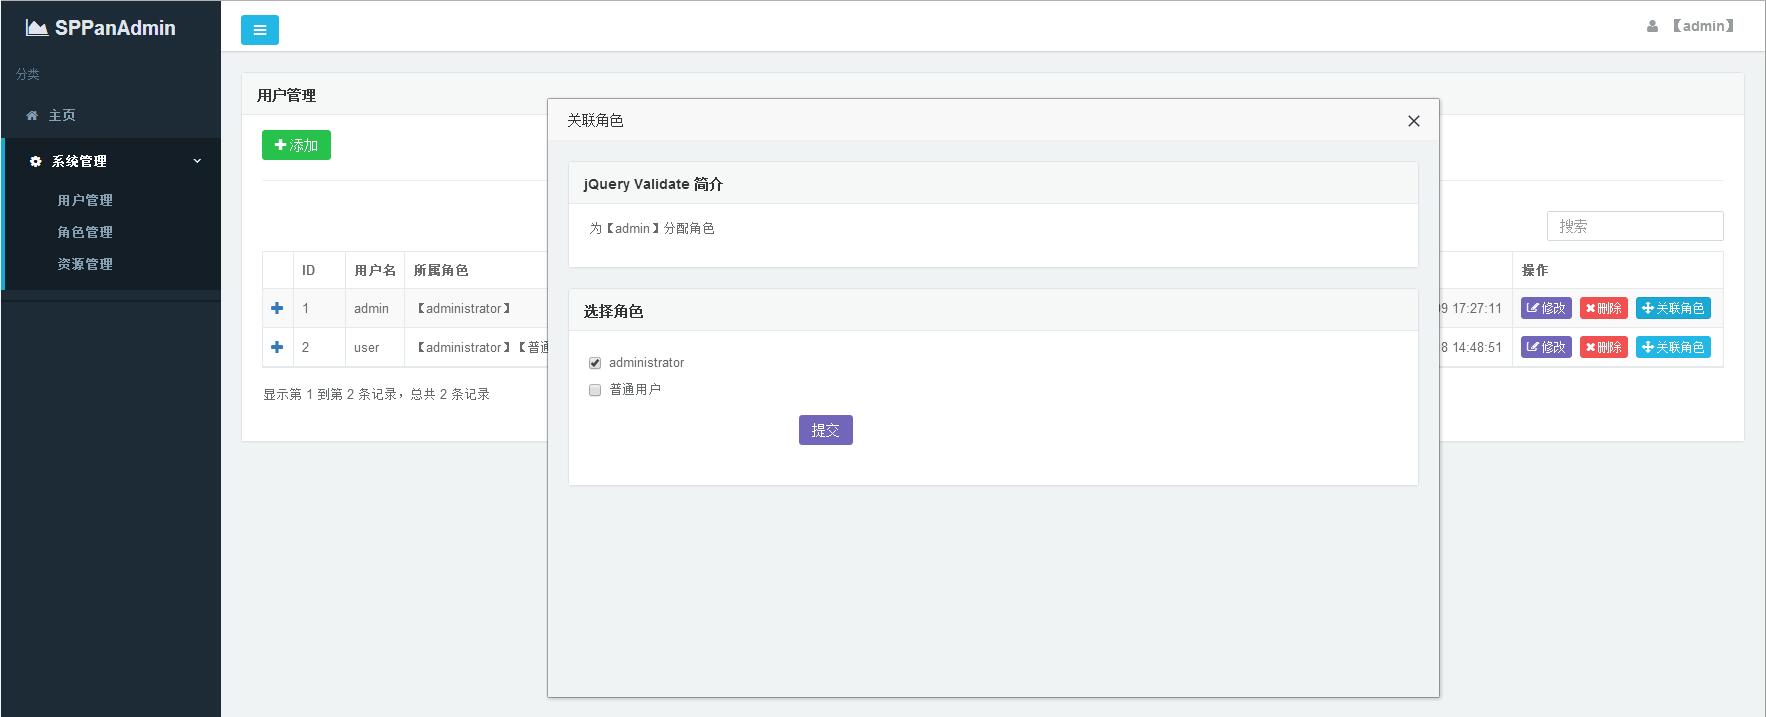 SPPanAdmin
【admin】
分类
主页
系统管理
用户管理
角色管理
资源管理
用户管理
添加
搜索
ID 用户名 所属角色 操作
1 admin 【administrator】 9 17:27:11 修改 删除 关联角色
2 user 【administrator】【普通 8 14:48:51 修改 删除 关联角色
显示第 1 到第 2 条记录，总共 2 条记录
关联角色
jQuery Validate 简介
为【admin】分配角色
选择角色
administrator
普通用户
提交